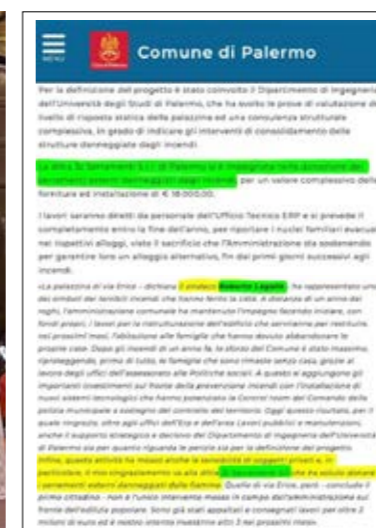 MENU
Comune di Palermo
Per la definizione del progetto è stato coinvolto il Dipartimento di Ingegneria
dell'Università degli Studi di Palermo, che ha svolto le prove di valutazione di
livello di risposta statica della palazzina ed una consulenza strutturale
complessiva, in grado di indicare gli interventi di consolidamento delle
strutture danneggiate dagli incendi.
La ditta Serramenti S.r.l. di Palermo si è impegnata nella donazione dei
serramenti esterni danneggiati dagli incendi, per un valore complessivo della
fornitura ed installazione di € 18.000,00.
I lavori saranno diretti da personale dell'Ufficio Tecnico ERP e si prevede il
completamento entro la fine dell'anno, per riportare i nuclei familiari evacuati
nei rispettivi alloggi, visto il sacrificio che l'Amministrazione sta sostenendo
per garantire loro un alloggio alternativo, fin dai primi giorni successivi agli
incendi.
«La palazzina di via Erice - dichiara il sindaco Roberto Lagalla - ha rappresentato uno
dei simboli dei terribili incendi che hanno ferito la città. A distanza di un anno dai
roghi, l'amministrazione comunale ha mantenuto l'impegno facendo iniziare, con
fondi propri, i lavori per la ristrutturazione dell'edificio che serviranno per restituire,
nei prossimi mesi, l'abitazione alle famiglie che hanno dovuto abbandonare le
proprie case. Dopo gli incendi di un anno fa, lo sforzo del Comune è stato massimo,
proteggendo, primo di tutto, le famiglie che sono rimaste senza casa, grazie al
lavoro degli uffici dell'assessorato alle Politiche sociali. A questo si aggiungono gli
importanti investimenti sul fronte della prevenzione incendi con l'installazione di
nuovi sistemi tecnologici che hanno potenziato la Control room del Comando della
polizia municipale a sostegno del controllo del territorio. Oggi questo risultato, per il
quale ringrazio, oltre agli uffici dell'Erp e dell'area Lavori pubblici e manutenzioni,
anche il supporto strategico e decisivo del Dipartimento di Ingegneria dell'Università
di Palermo sia per quanto riguarda le perizie sia per la definizione del progetto.
Infine, questa attività ha mosso anche la sensibilità di soggetti privati e, in
particolare, il mio ringraziamento va alla ditta Serramenti che ha voluto donare
i serramenti esterni danneggiati dalle fiamme. Quella di via Erice, però - conclude il
primo cittadino - non è l'unico intervento messo in campo dall'amministrazione sul
fronte dell'edilizia popolare. Sono già stati appaltati e consegnati lavori per oltre 2
milioni di euro ed è nostra intenzione investirne altri 3 nei prossimi mesi».